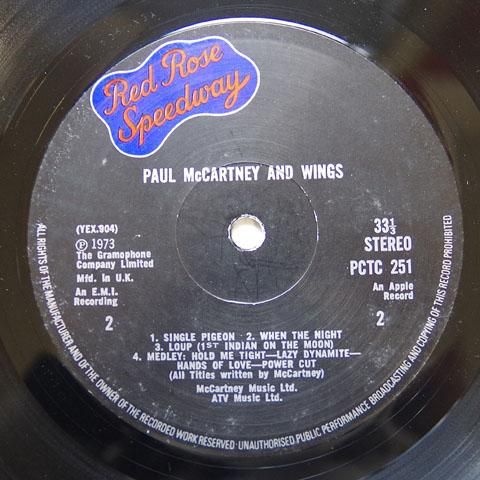 Red Rose
Speedway
PAUL McCARTNEY AND WINGS
(YEX.904)
℗ 1973
The Gramophone
Company Limited
Mfd. in U.K.
An E.M.I.
Recording
2
33⅓
STEREO
PCTC 251
An Apple
Record
2
1. SINGLE PIGEON 2. WHEN THE NIGHT
3. LOUP (1ST INDIAN ON THE MOON)
4. MEDLEY: HOLD ME TIGHT—LAZY DYNAMITE—
HANDS OF LOVE—POWER CUT
(All Titles written by McCartney)
McCartney Music Ltd.
ATV Music Ltd.
ALL RIGHTS OF THE MANUFACTURER AND OF THE OWNER OF THE RECORDED WORK RESERVED · UNAUTHORISED PUBLIC PERFORMANCE BROADCASTING AND COPYING OF THIS RECORD PROHIBITED